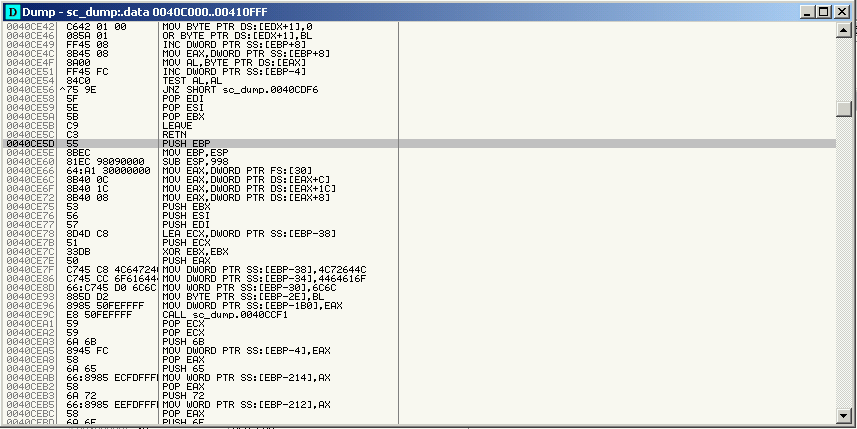 Dump - sc_dump:.data 0040C000..00410FFF
0040CE42 C642 01 00 MOV BYTE PTR DS:[EDX+1],0
0040CE46 085A 01 OR BYTE PTR DS:[EDX+1],BL
0040CE49 FF45 08 INC DWORD PTR SS:[EBP+8]
0040CE4C 8B45 08 MOV EAX,DWORD PTR SS:[EBP+8]
0040CE4F 8A00 MOV AL,BYTE PTR DS:[EAX]
0040CE51 FF45 FC INC DWORD PTR SS:[EBP-4]
0040CE54 84C0 TEST AL,AL
0040CE56 ^75 9E JNZ SHORT sc_dump.0040CDF6
0040CE58 5F POP EDI
0040CE59 5E POP ESI
0040CE5A 5B POP EBX
0040CE5B C9 LEAVE
0040CE5C C3 RETN
0040CE5D 55 PUSH EBP
0040CE5E 8BEC MOV EBP,ESP
0040CE60 81EC 98090000 SUB ESP,998
0040CE66 64:A1 30000000 MOV EAX,DWORD PTR FS:[30]
0040CE6C 8B40 0C MOV EAX,DWORD PTR DS:[EAX+C]
0040CE6F 8B40 1C MOV EAX,DWORD PTR DS:[EAX+1C]
0040CE72 8B40 08 MOV EAX,DWORD PTR DS:[EAX+8]
0040CE75 53 PUSH EBX
0040CE76 56 PUSH ESI
0040CE77 57 PUSH EDI
0040CE78 8D4D C8 LEA ECX,DWORD PTR SS:[EBP-38]
0040CE7B 51 PUSH ECX
0040CE7C 33DB XOR EBX,EBX
0040CE7E 50 PUSH EAX
0040CE7F C745 C8 4C6472 MOV DWORD PTR SS:[EBP-38],4C72644C
0040CE86 C745 CC 6F6164 MOV DWORD PTR SS:[EBP-34],4464616F
0040CE8D 66:C745 D0 6C6C MOV WORD PTR SS:[EBP-30],6C6C
0040CE93 885D D2 MOV BYTE PTR SS:[EBP-2E],BL
0040CE96 8985 50FEFFFF MOV DWORD PTR SS:[EBP-1B0],EAX
0040CE9C E8 50FEFFFF CALL sc_dump.0040CCF1
0040CEA1 59 POP ECX
0040CEA2 59 POP ECX
0040CEA3 6A 6B PUSH 6B
0040CEA5 8945 FC MOV DWORD PTR SS:[EBP-4],EAX
0040CEA8 58 POP EAX
0040CEA9 6A 65 PUSH 65
0040CEAB 66:8985 ECFDFFF MOV WORD PTR SS:[EBP-214],AX
0040CEB2 58 POP EAX
0040CEB3 6A 72 PUSH 72
0040CEB5 66:8985 EEFDFFF MOV WORD PTR SS:[EBP-212],AX
0040CEBC 58 POP EAX